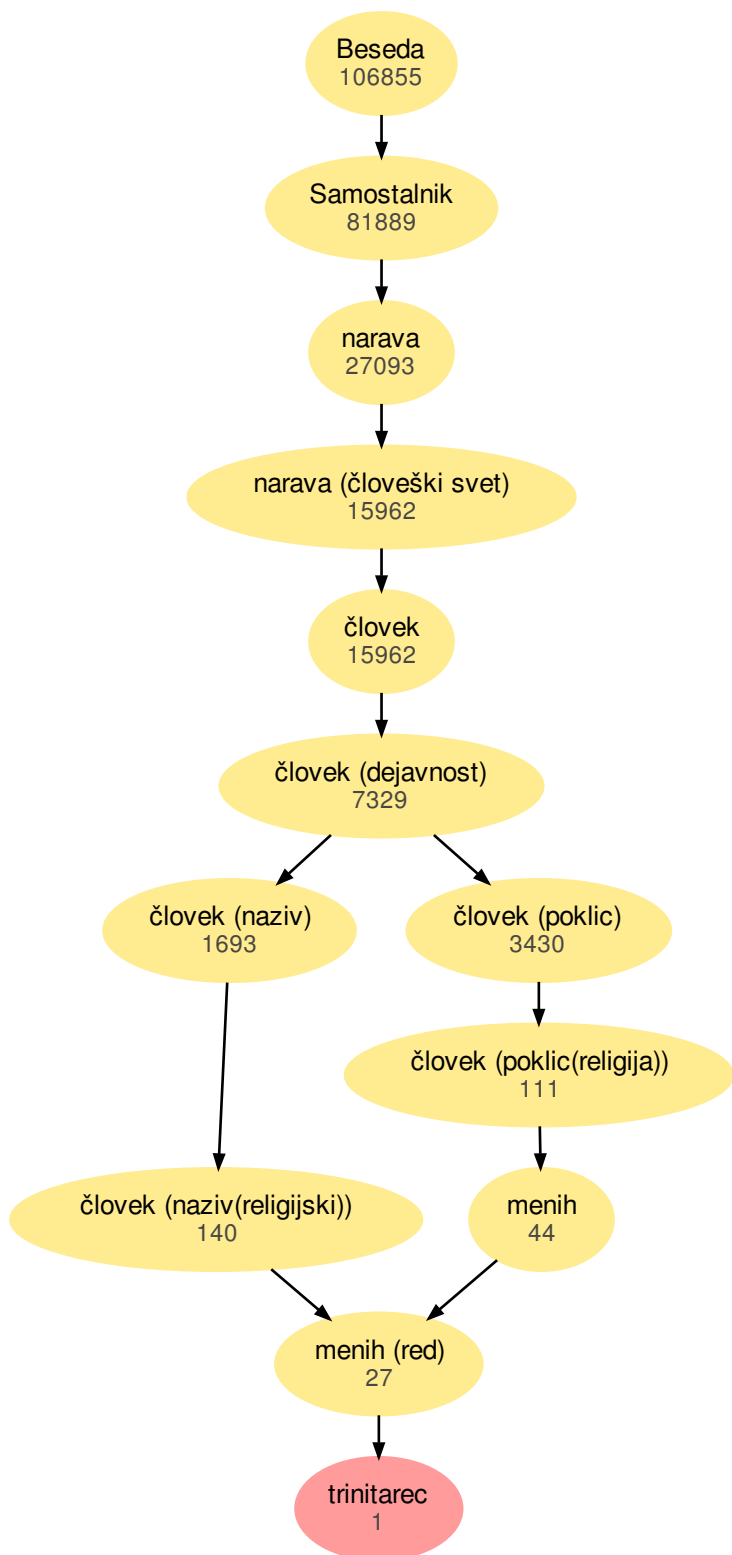 Beseda
106855
Samostalnik
81889
narava
27093
narava (človeški svet)
15962
človek
15962
človek (dejavnost)
7329
človek (naziv)
1693
človek (poklic)
3430
človek (poklic(religija))
111
človek (naziv(religijski))
140
menih
44
menih (red)
27
trinitarec
1